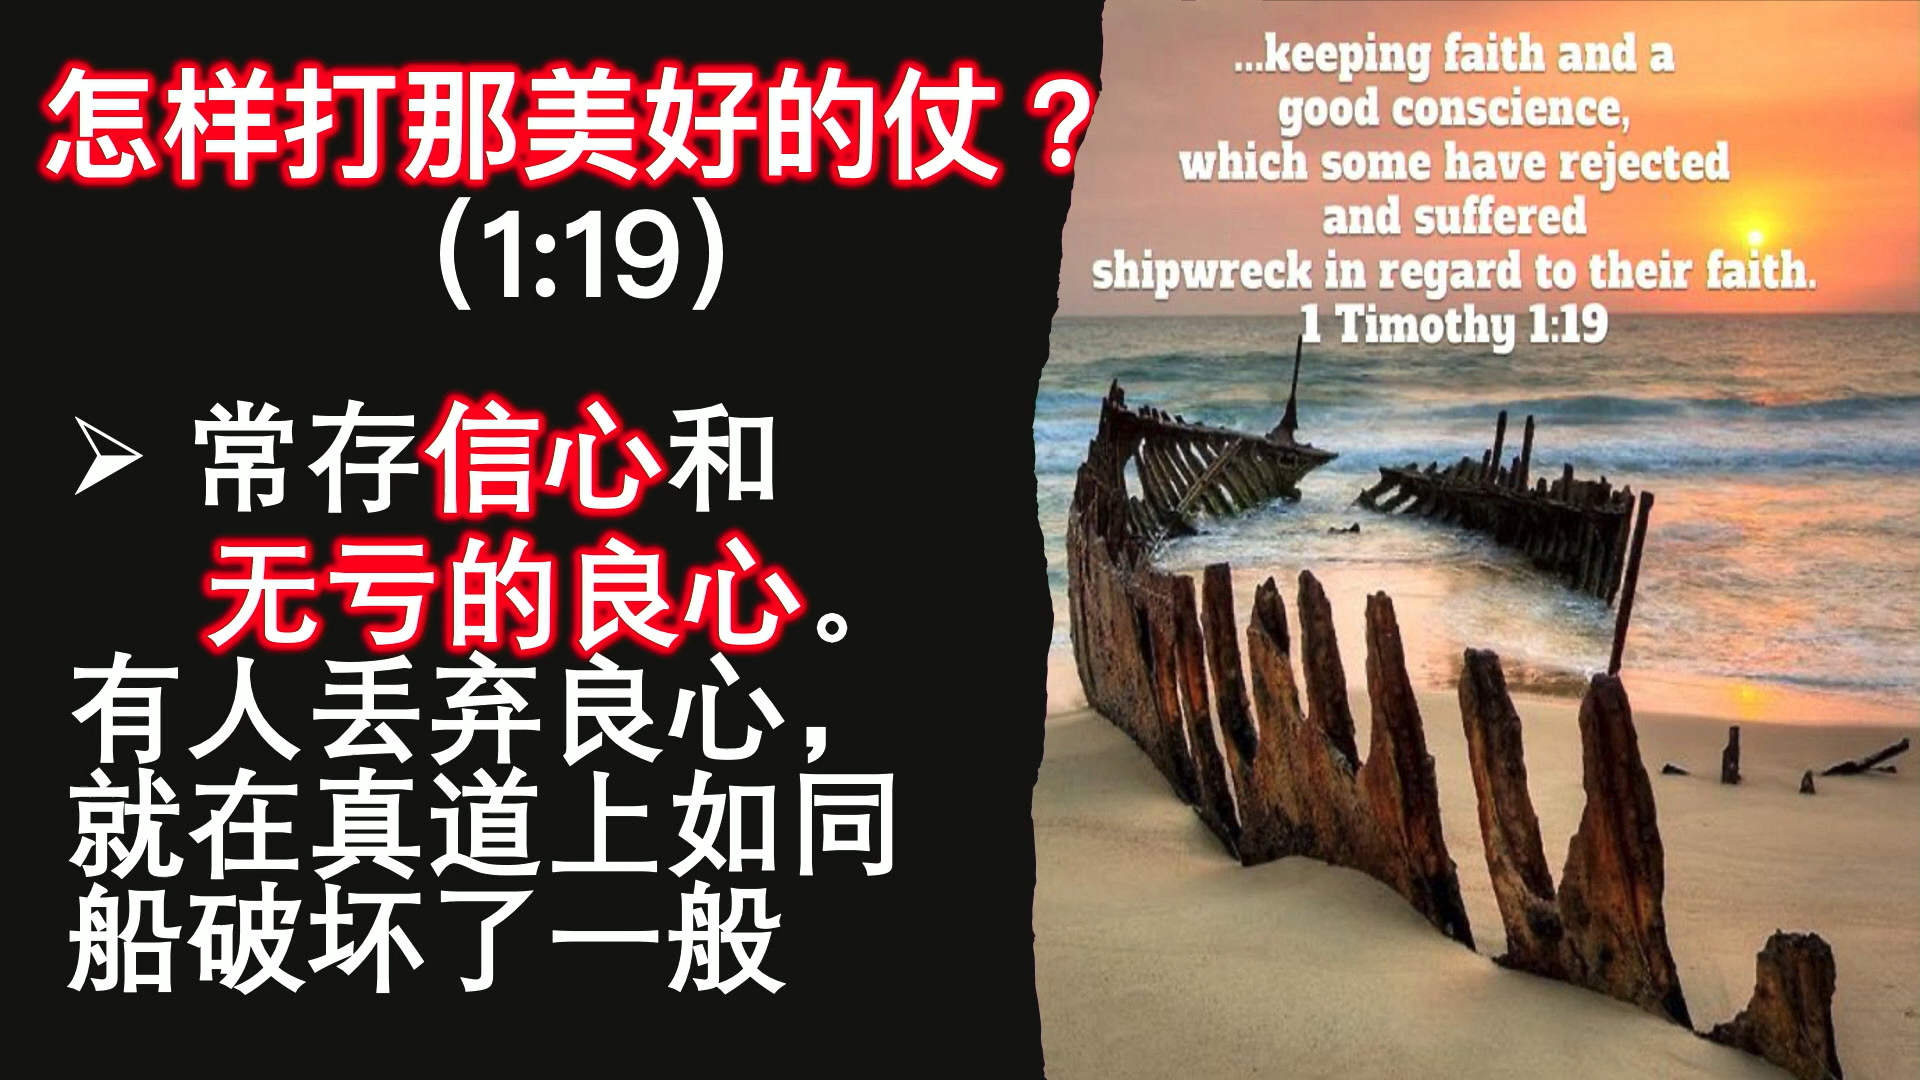 怎样打那美好的仗？
（1:19）
➢ 常存信心和
无亏的良心。
有人丢弃良心，
就在真道上如同
船破坏了一般
...keeping faith and a
good conscience,
which some have rejected
and suffered
shipwreck in regard to their faith.
1 Timothy 1:19